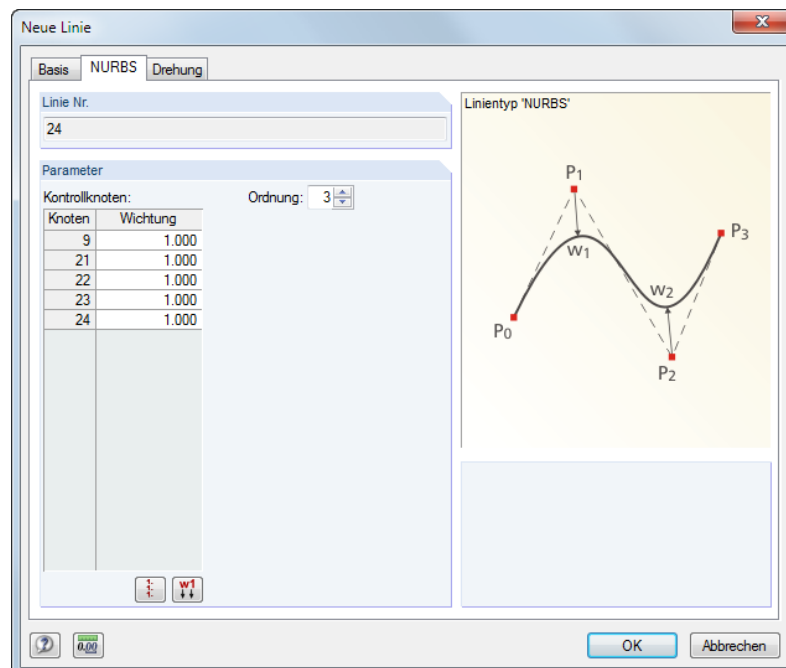 Neue Linie
Basis NURBS Drehung
Linie Nr.
24
Linientyp 'NURBS'
Parameter
Kontrollknoten:
Ordnung: 3
Knoten Wichtung
9 1.000
21 1.000
22 1.000
23 1.000
24 1.000
P1
P3
w1
w2
P0
P2
w1
0.00
OK Abbrechen